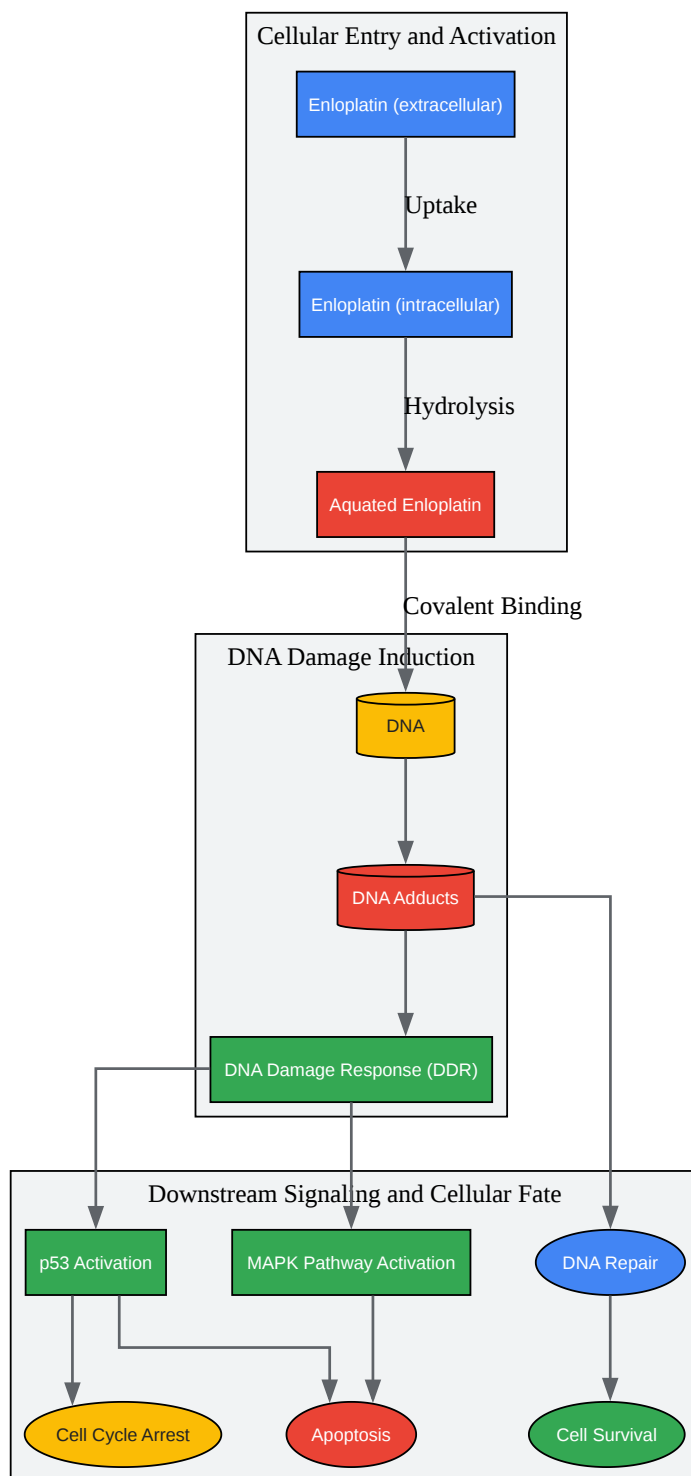 Cellular Entry and Activation
Enloplatin (extracellular)
Uptake
Enloplatin (intracellular)
Hydrolysis
Aquated Enloplatin
Covalent Binding
DNA Damage Induction
DNA
DNA Adducts
DNA Damage Response (DDR)
Downstream Signaling and Cellular Fate
p53 Activation
MAPK Pathway Activation
DNA Repair
Cell Cycle Arrest
Apoptosis
Cell Survival